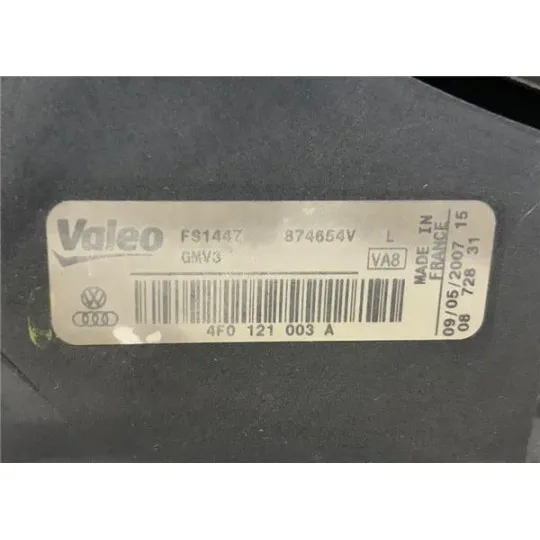 Valeo FS1447 874654V L
GMV3 VA8
4F0 121 003 A
MADE IN
FRANCE
09/05/2007 15
08 728 31